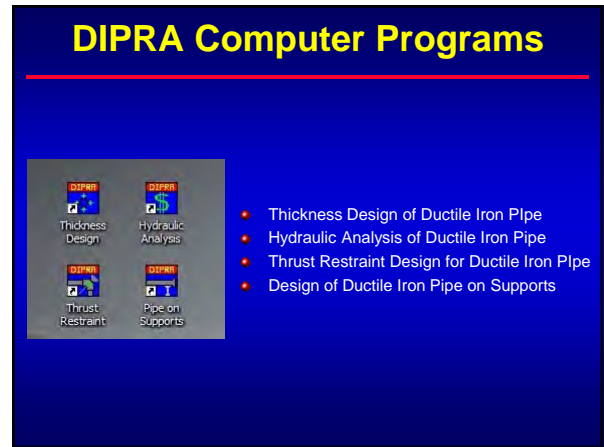 DIPRA Computer Programs
DIPRA DIPRA
Thickness Hydraulic
Design Analysis
DIPRA DIPRA
Thrust Pipe on
Restraint Supports
Thickness Design of Ductile Iron PIpe
Hydraulic Analysis of Ductile Iron Pipe
Thrust Restraint Design for Ductile Iron PIpe
Design of Ductile Iron Pipe on Supports